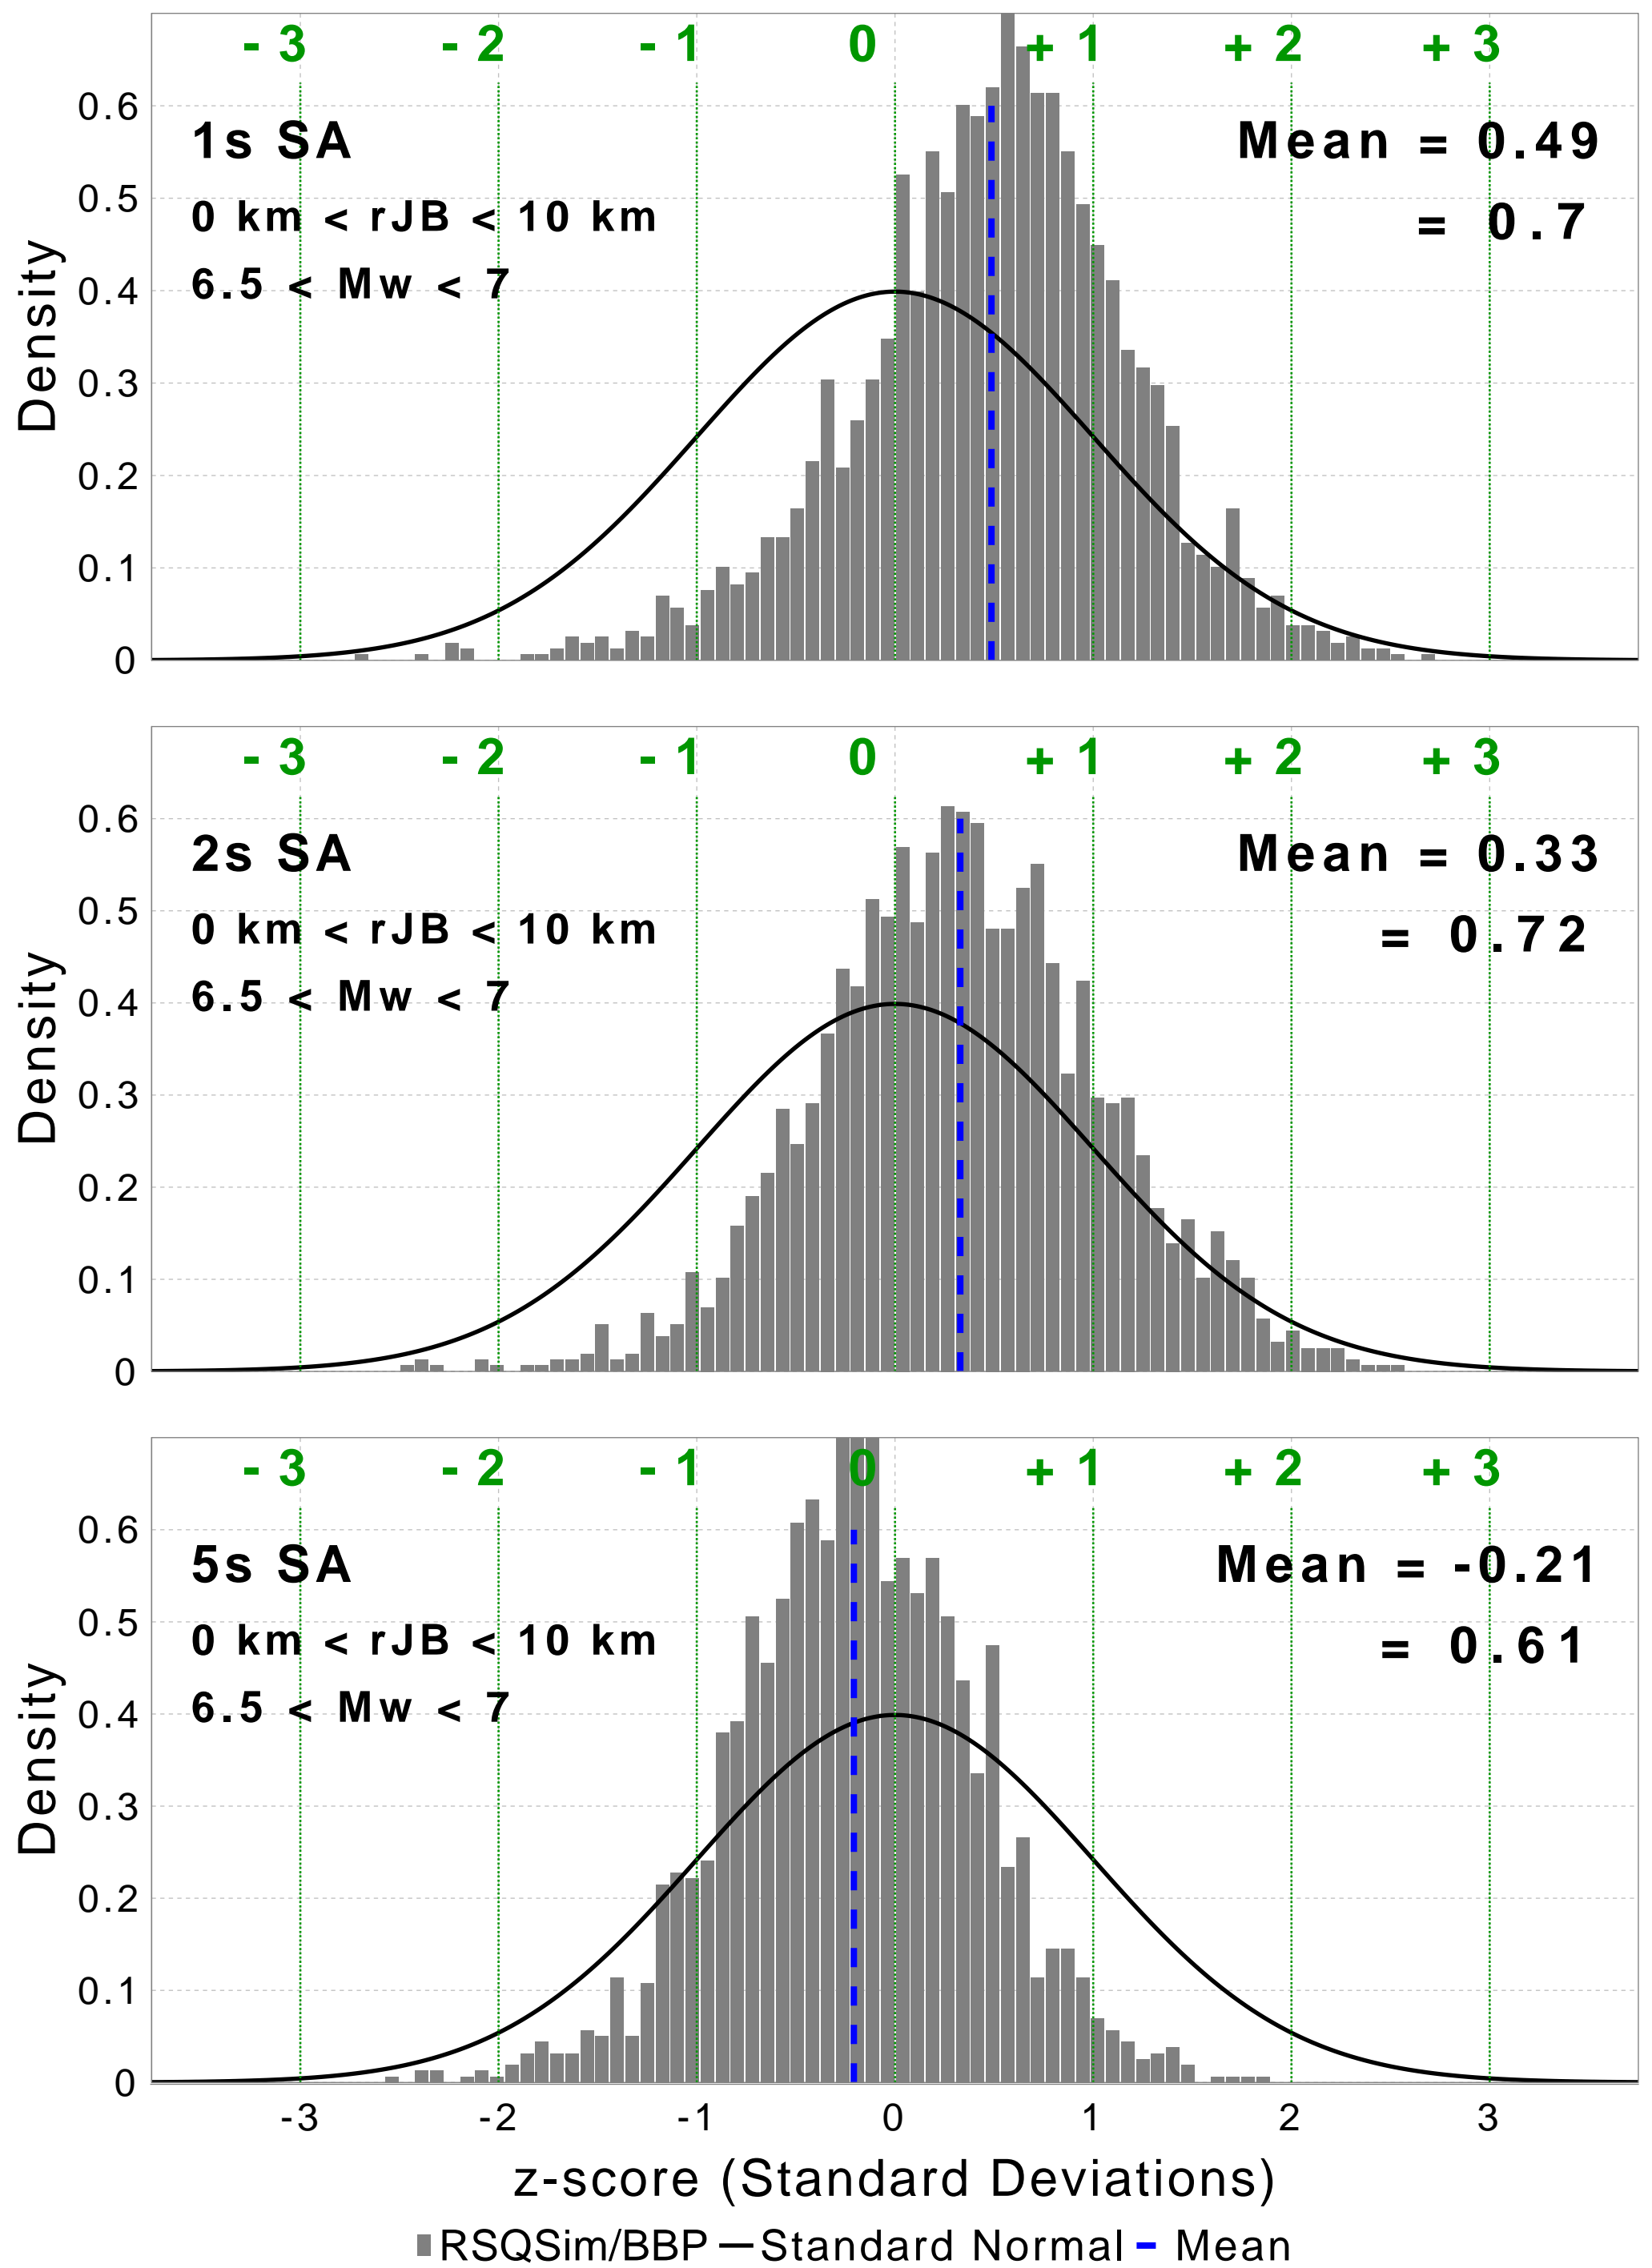 - 3 - 2 - 1 0 + 1 + 2 + 3
0.6
1s SA
Mean = 0.49
0.5
0 km < rJB < 10 km
= 0.7
6.5 < Mw < 7
0.4
Density
0.3
0.2
0.1
0
- 3 - 2 - 1 0 + 1 + 2 + 3
0.6
2s SA
Mean = 0.33
0.5
0 km < rJB < 10 km
= 0.72
6.5 < Mw < 7
0.4
Density
0.3
0.2
0.1
0
- 3 - 2 - 1 0 + 1 + 2 + 3
0.6
5s SA
Mean = -0.21
0.5
0 km < rJB < 10 km
= 0.61
6.5 < Mw < 7
0.4
Density
0.3
0.2
0.1
0
-3 -2 -1 0 1 2 3
z-score (Standard Deviations)
RSQSim/BBP Standard Normal Mean